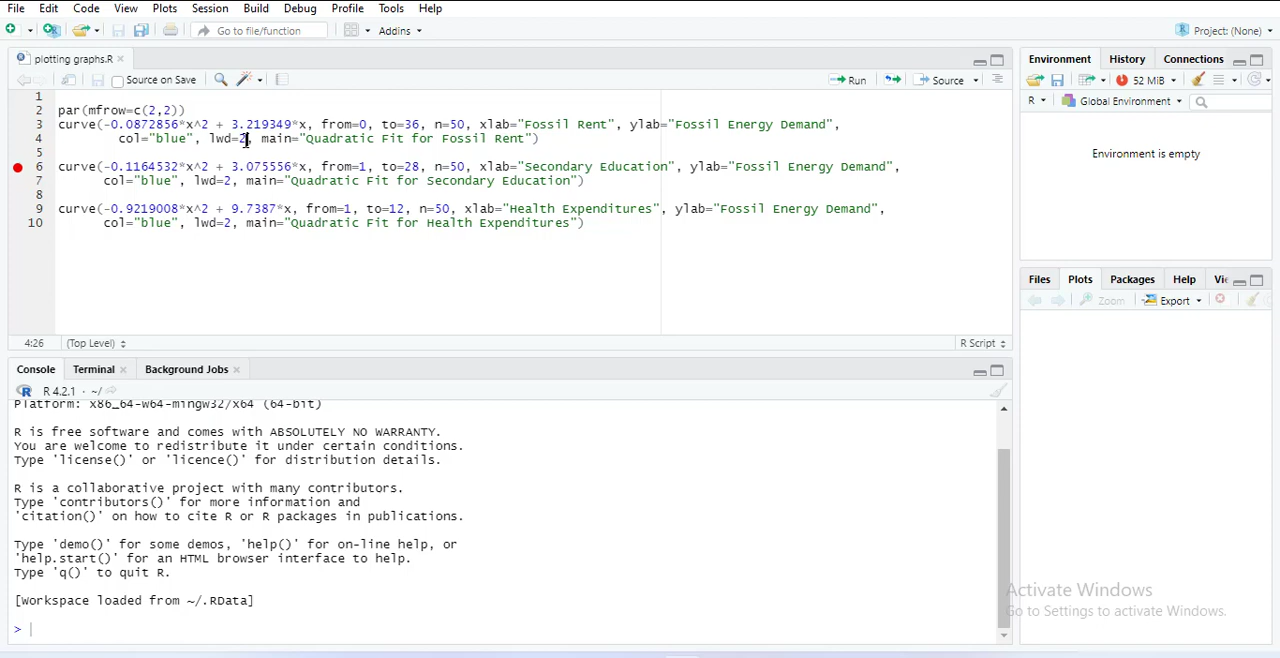 File Edit Code View Plots Session Build Debug Profile Tools Help
Go to file/function Addins Project: (None)
plotting graphs.R
Source on Save Run Source
1
2 par(mfrow=c(2,2))
3 curve(-0.0872856*x^2 + 3.219349*x, from=0, to=36, n=50, xlab="Fossil Rent", ylab="Fossil Energy Demand",
4 col="blue", lwd=2, main="Quadratic Fit for Fossil Rent")
5
6 curve(-0.1164532*x^2 + 3.075556*x, from=1, to=28, n=50, xlab="Secondary Education", ylab="Fossil Energy Demand",
7 col="blue", lwd=2, main="Quadratic Fit for Secondary Education")
8
9 curve(-0.9219008*x^2 + 9.7387*x, from=1, to=12, n=50, xlab="Health Expenditures", ylab="Fossil Energy Demand",
10 col="blue", lwd=2, main="Quadratic Fit for Health Expenditures")
4:26 (Top Level) R Script
Console Terminal Background Jobs
R 4.2.1 · ~/
Platform: x86_64-w64-mingw32/x64 (64-bit)
R is free software and comes with ABSOLUTELY NO WARRANTY.
You are welcome to redistribute it under certain conditions.
Type 'license()' or 'licence()' for distribution details.
R is a collaborative project with many contributors.
Type 'contributors()' for more information and
'citation()' on how to cite R or R packages in publications.
Type 'demo()' for some demos, 'help()' for on-line help, or
'help.start()' for an HTML browser interface to help.
Type 'q()' to quit R.
[workspace loaded from ~/.RData]
>
Environment History Connections
52 MiB
R Global Environment
Environment is empty
Files Plots Packages Help Vi
Zoom Export
Activate Windows
Go to Settings to activate Windows.